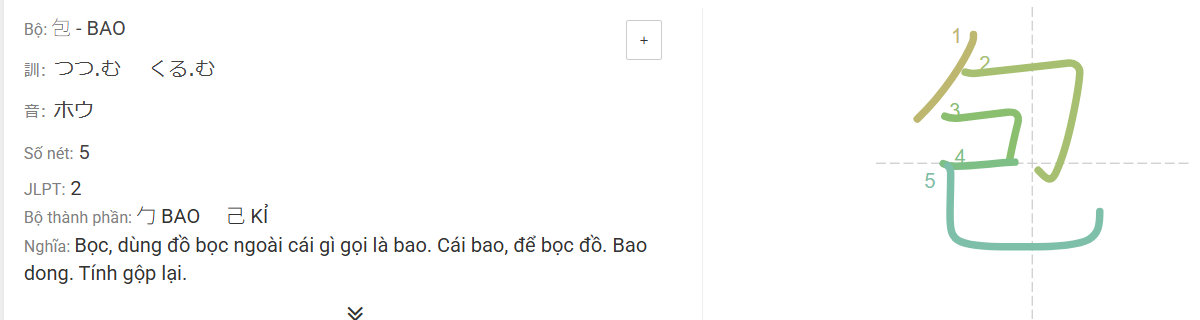 Bộ: 包 - BAO
+
訓: つつ.む くる.む
音: ホウ
Số nét: 5
JLPT: 2
Bộ thành phần: 勹 BAO 己 KỈ
Nghĩa: Bọc, dùng đồ bọc ngoài cái gì gọi là bao. Cái bao, để bọc đồ. Bao
dong. Tính gộp lại.
包
1
2
3
4
5